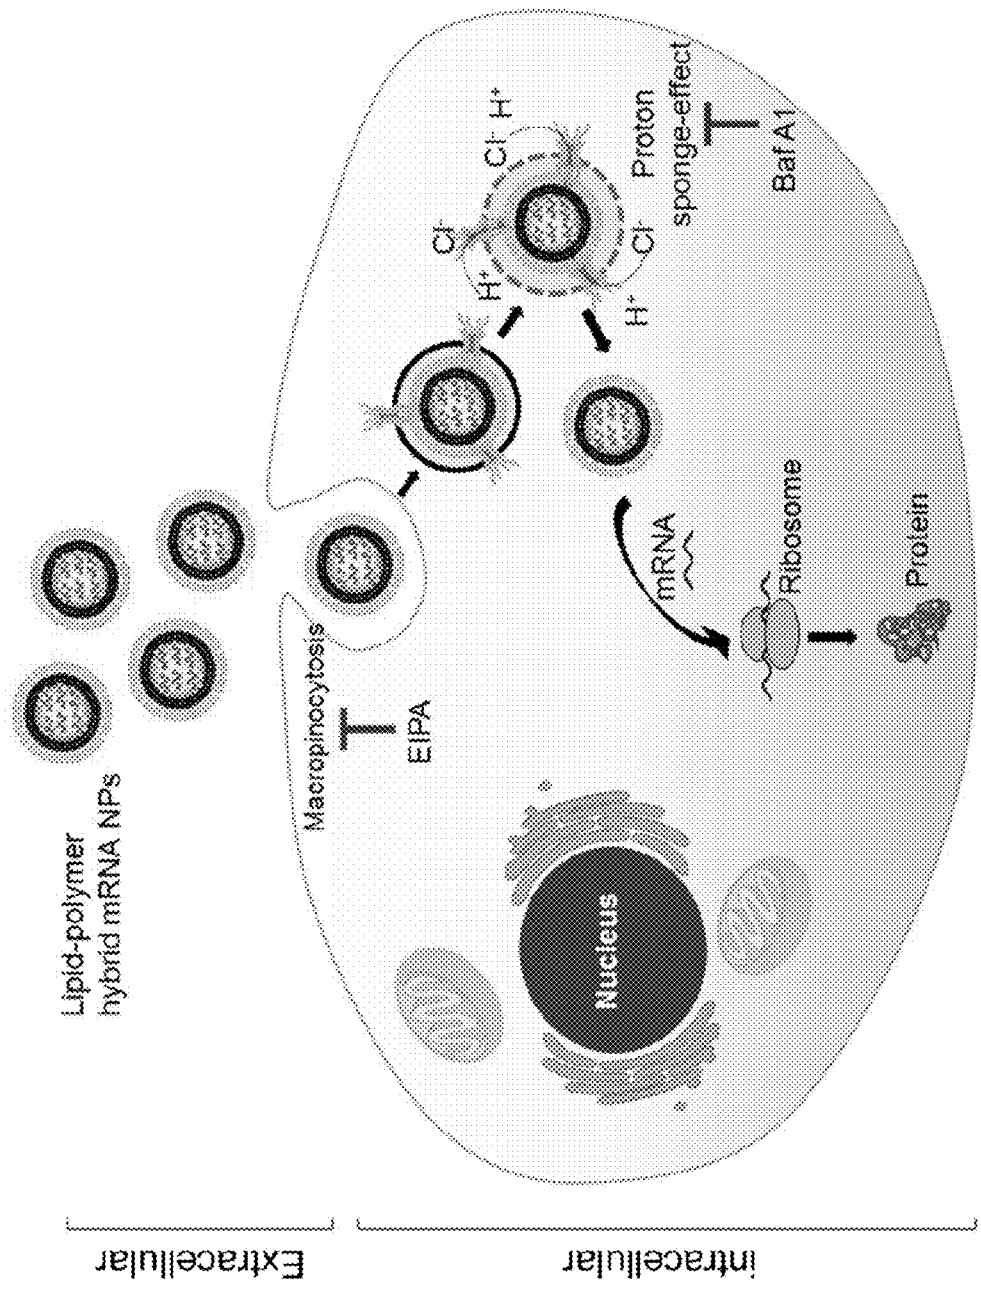 Lipid-polymer
hybrid mRNA NPs
Extracellular
Macropinocytosis
EIPA
Cl⁻
H⁺
Cl⁻ H⁺
H⁺
Cl⁻
Proton
sponge-effect
Baf A1
mRNA
Ribosome
Protein
Nucleus
intracellular